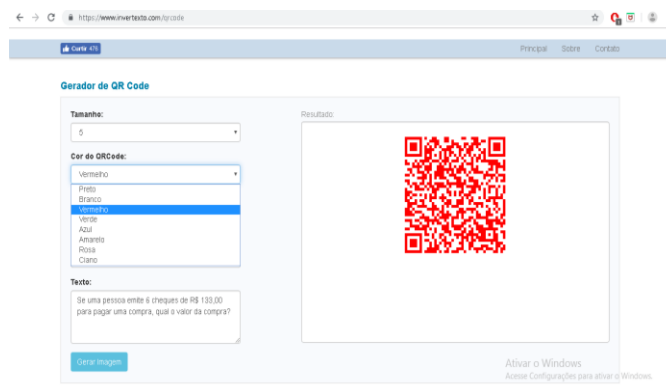 https://www.invertexto.com/qrcode
Curtir 476
Principal Sobre Contato
Gerador de QR Code
Tamanho:
5
Cor do QRCode:
Vermelho
Preto
Branco
Vermelho
Verde
Azul
Amarelo
Rosa
Ciano
Texto:
Se uma pessoa emite 6 cheques de R$ 133,00
para pagar uma compra, qual o valor da compra?
Gerar Imagem
Resultado:
Ativar o Windows
Acesse Configurações para ativar o Windows.